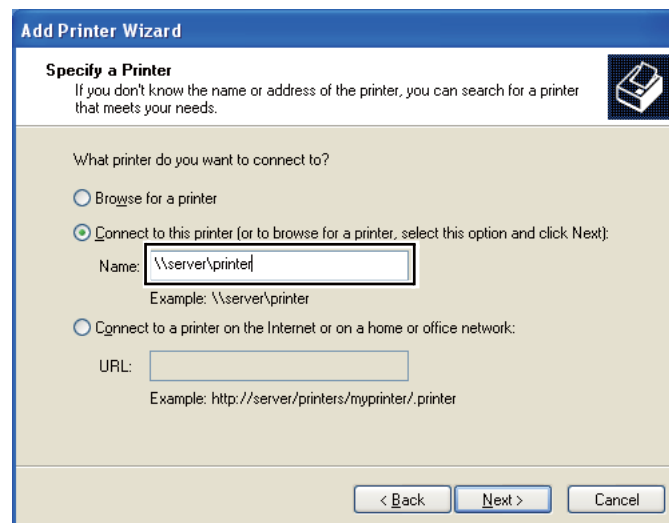 Add Printer Wizard
Specify a Printer
If you don't know the name or address of the printer, you can search for a printer
that meets your needs.
What printer do you want to connect to?
Browse for a printer
Connect to this printer (or to browse for a printer, select this option and click Next):
Name: \\server\printer
Example: \\server\printer
Connect to a printer on the Internet or on a home or office network:
URL:
Example: http://server/printers/myprinter/.printer
< Back Next > Cancel